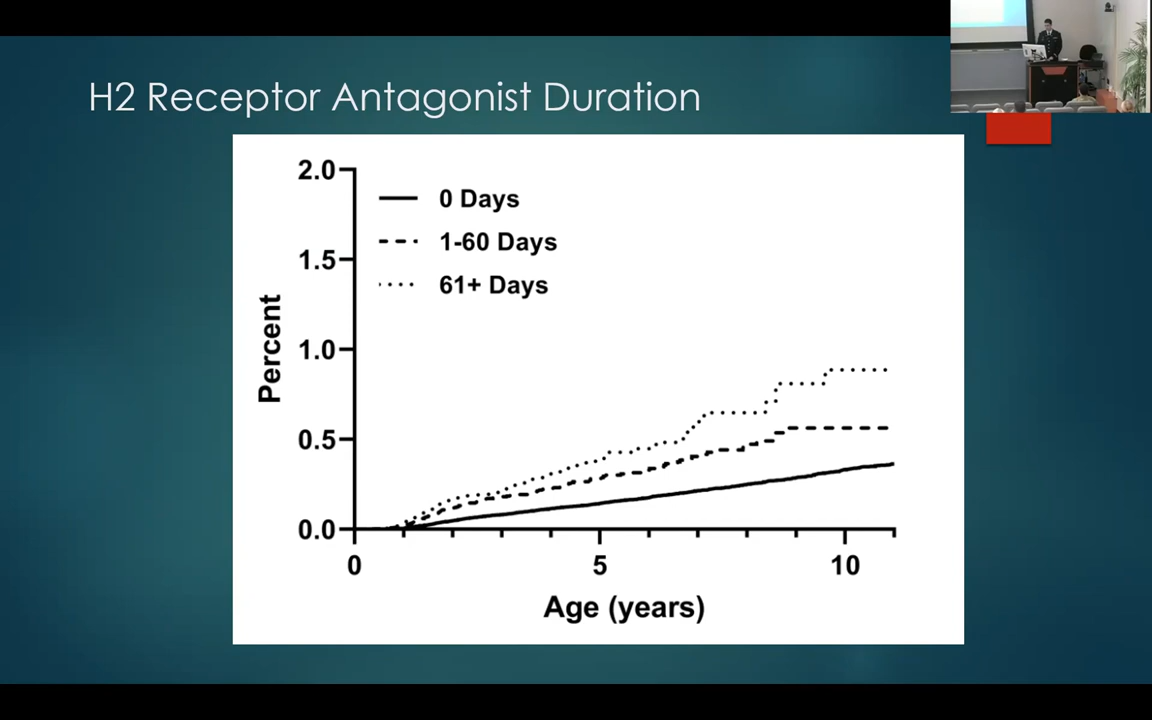 H2 Receptor Antagonist Duration
2.0
0 Days
1-60 Days
1.5
61+ Days
1.0
Percent
0.5
0.0
0
5
10
Age (years)